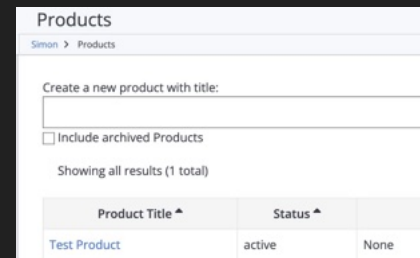 Products
Simon > Products
Create a new product with title:
Include archived Products
Showing all results (1 total)
Product Title Status
Test Product active None